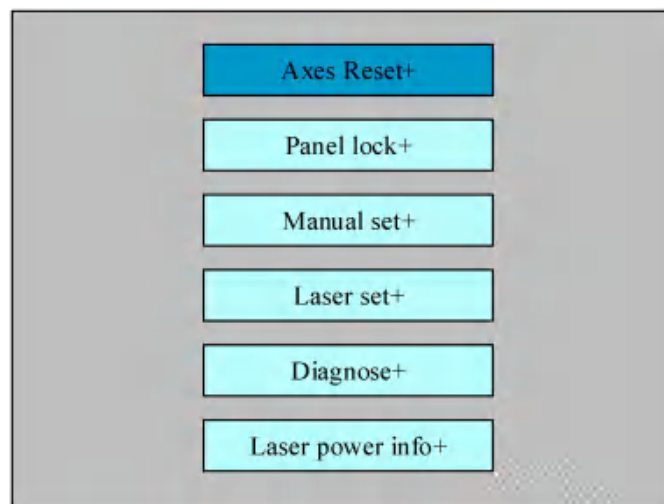 Axes Reset+
Panel lock+
Manual set+
Laser set+
Diagnose+
Laser power info+